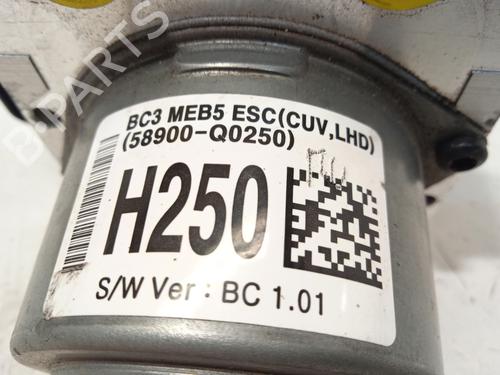 B-PARTS
BC3 MEB5 ESC(CUV,LHD)
(58900-Q0250)
H250
S/W Ver : BC 1.01